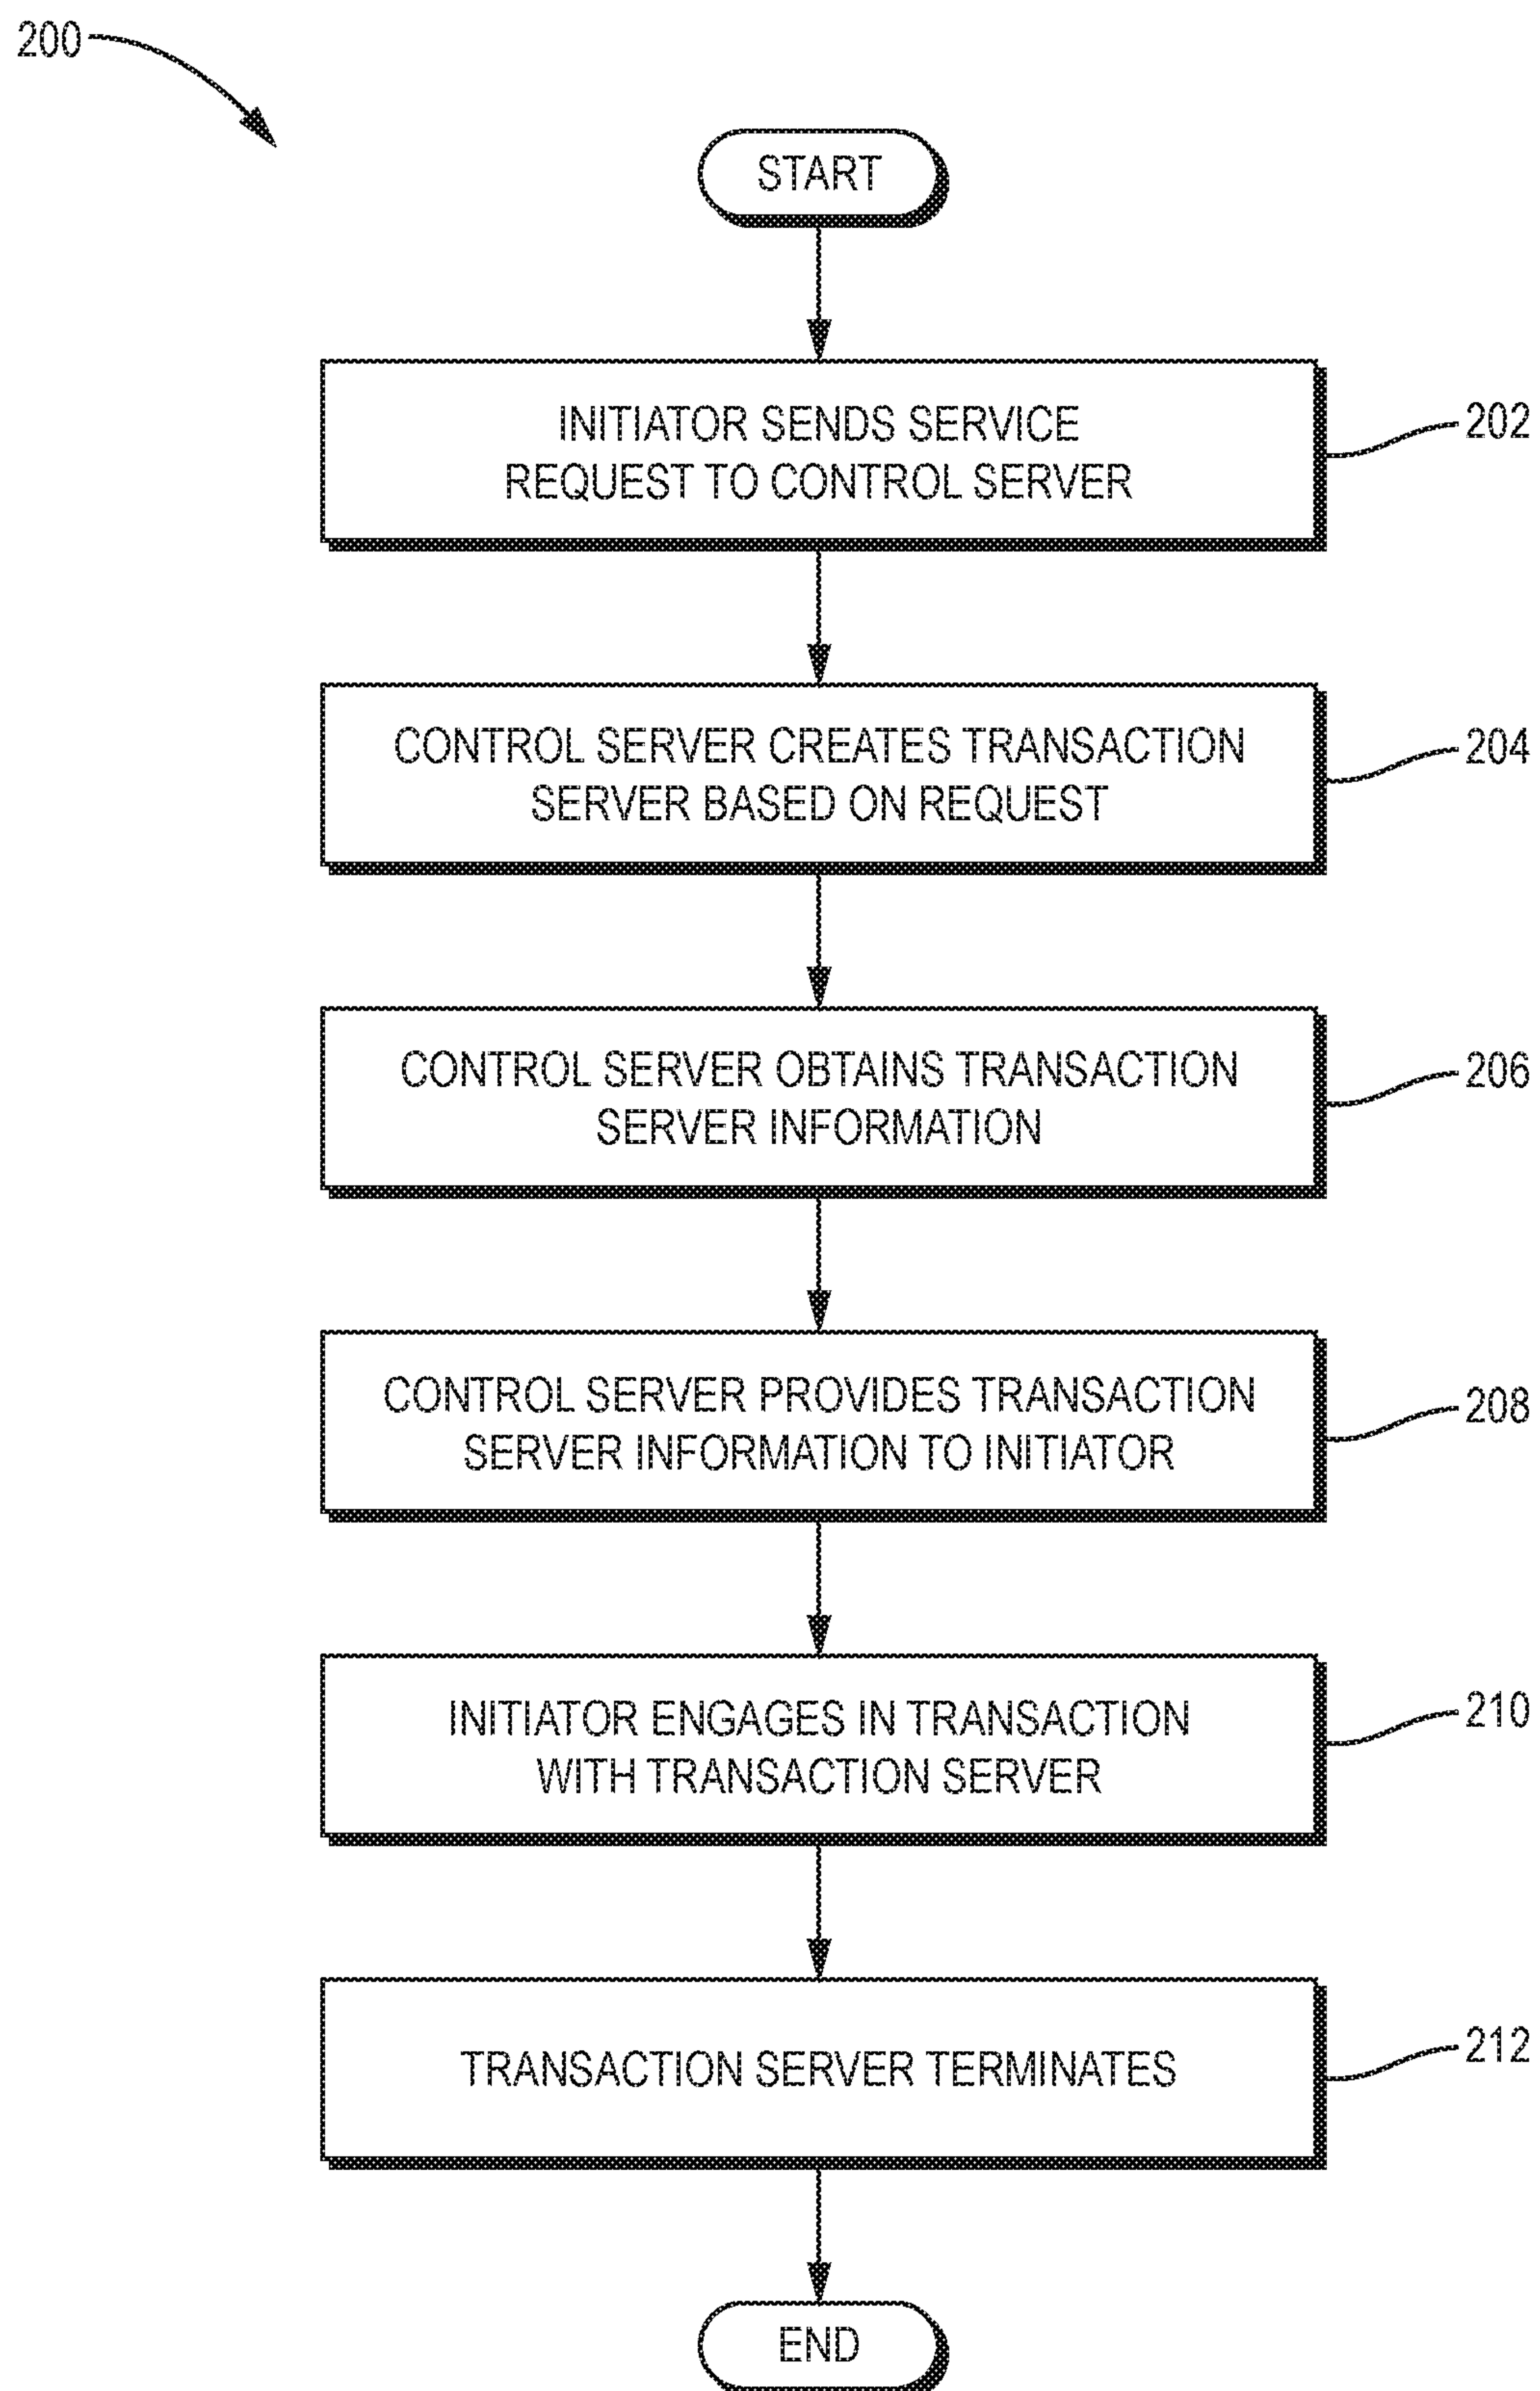 200
START
INITIATOR SENDS SERVICE
REQUEST TO CONTROL SERVER
202
CONTROL SERVER CREATES TRANSACTION
SERVER BASED ON REQUEST
204
CONTROL SERVER OBTAINS TRANSACTION
SERVER INFORMATION
206
CONTROL SERVER PROVIDES TRANSACTION
SERVER INFORMATION TO INITIATOR
208
INITIATOR ENGAGES IN TRANSACTION
WITH TRANSACTION SERVER
210
TRANSACTION SERVER TERMINATES
212
END